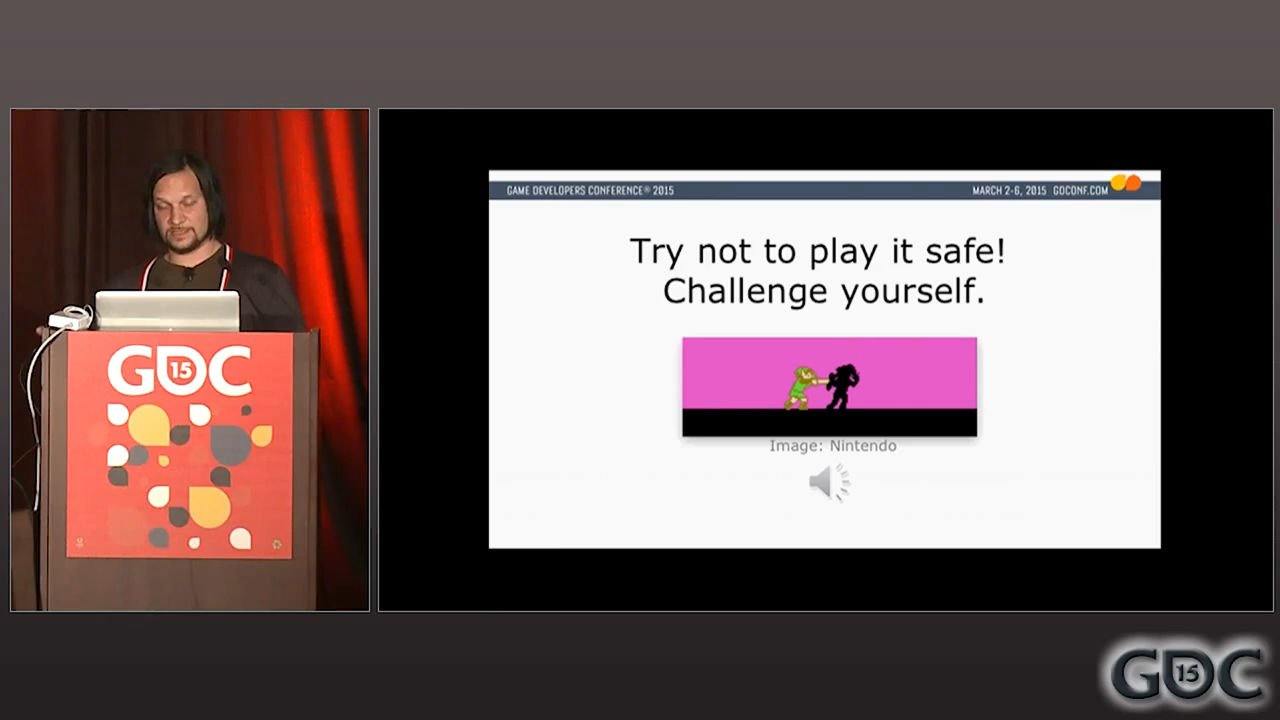 GAME DEVELOPERS CONFERENCE® 2015
MARCH 2-6, 2015 GDCONF.COM
Try not to play it safe!
Challenge yourself.
Image: Nintendo
GDC
15
GDC
15